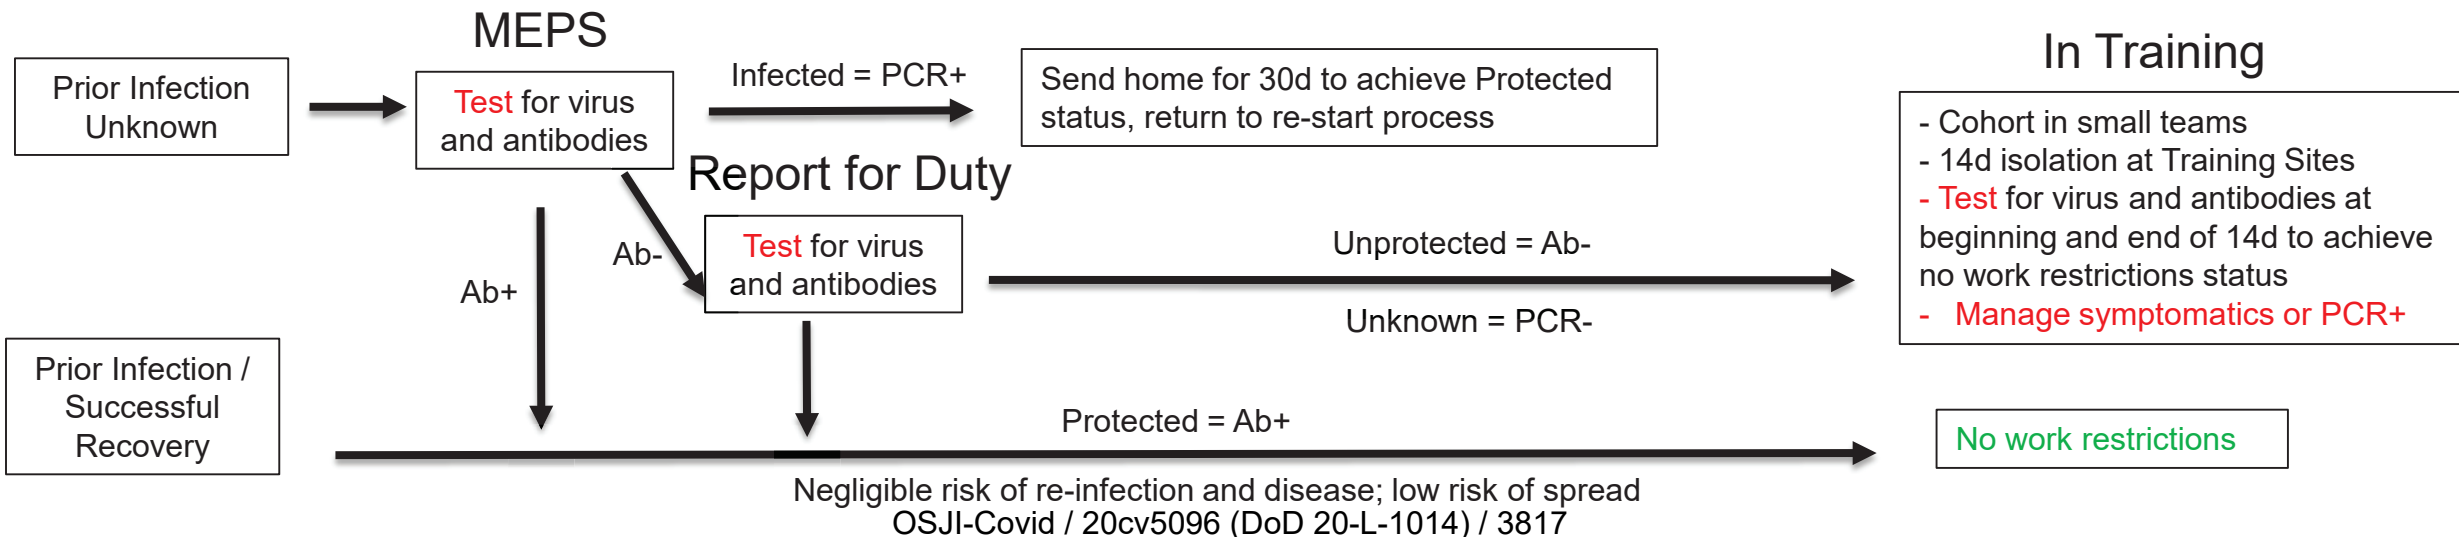 MEPS
Prior Infection
Unknown
Test for virus
and antibodies
Infected = PCR+
Send home for 30d to achieve Protected
status, return to re-start process
In Training
- Cohort in small teams
- 14d isolation at Training Sites
- Test for virus and antibodies at
beginning and end of 14d to achieve
no work restrictions status
- Manage symptomatics or PCR+
Report for Duty
Ab-
Test for virus
and antibodies
Unprotected = Ab-
Unknown = PCR-
Ab+
Prior Infection /
Successful
Recovery
Protected = Ab+
No work restrictions
Negligible risk of re-infection and disease; low risk of spread
OSJI-Covid / 20cv5096 (DoD 20-L-1014) / 3817